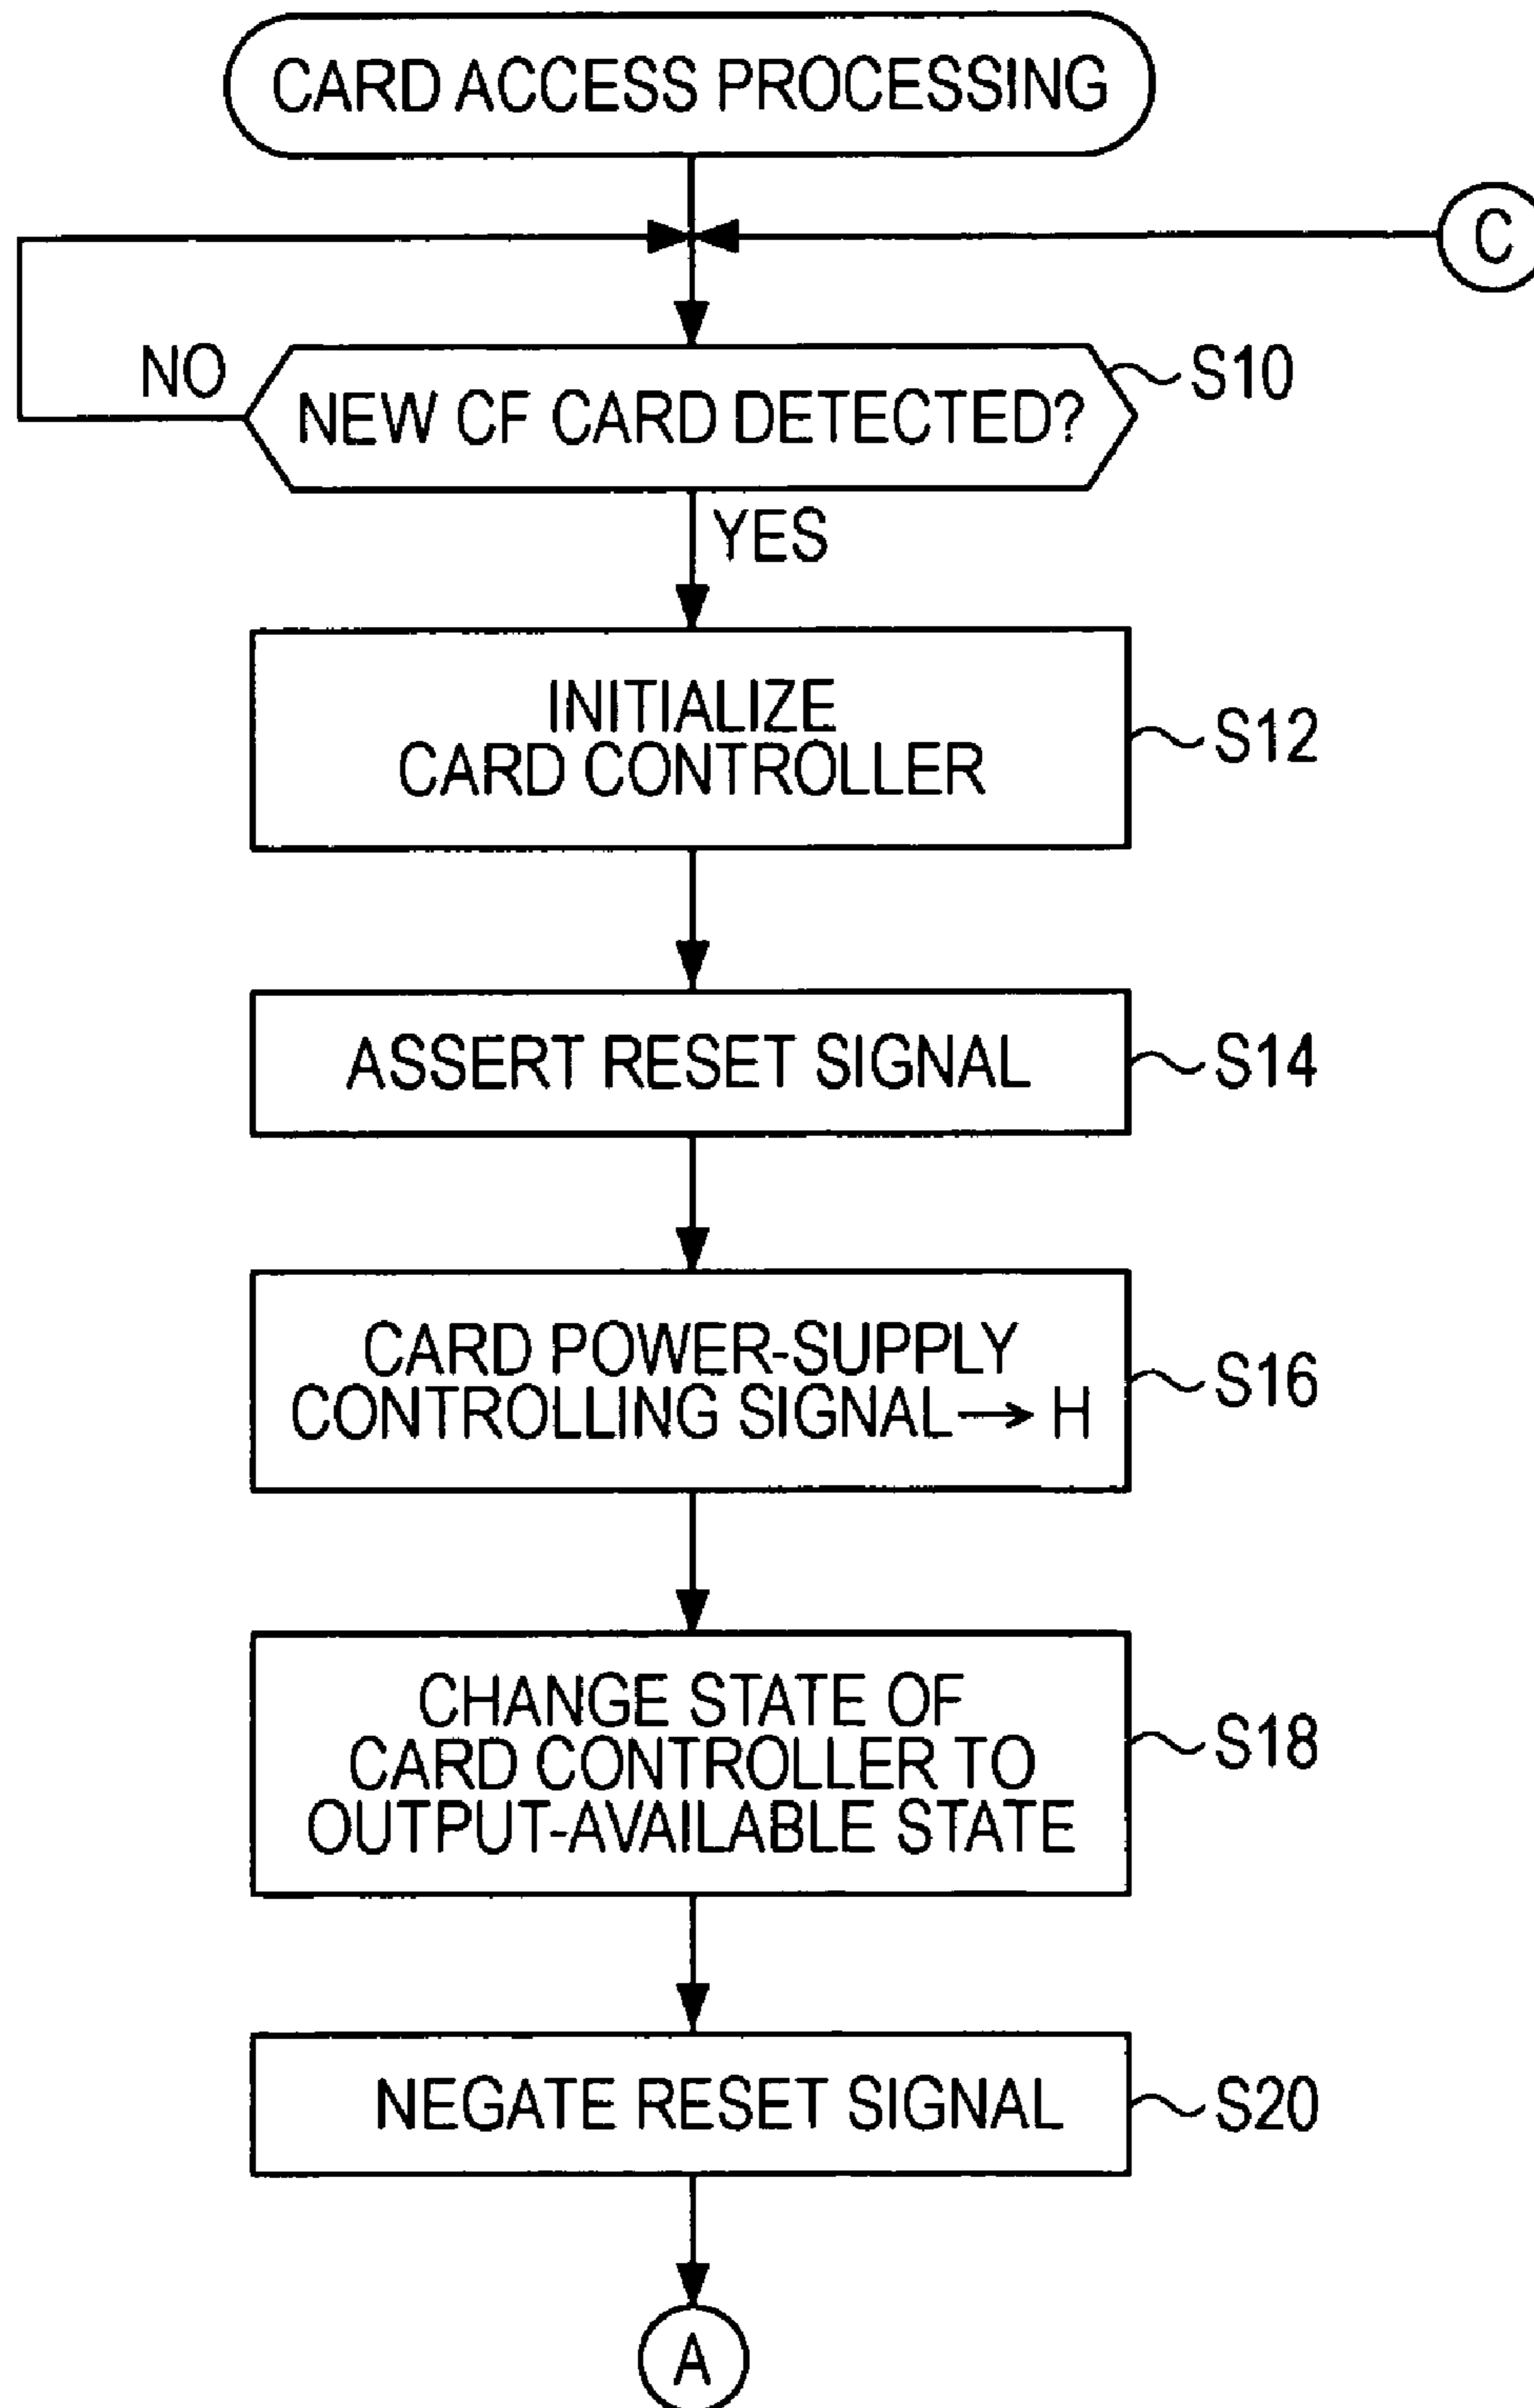 CARD ACCESS PROCESSING
C
NO
NEW CF CARD DETECTED?
S10
YES
INITIALIZE
CARD CONTROLLER
S12
ASSERT RESET SIGNAL
S14
CARD POWER-SUPPLY
CONTROLLING SIGNAL → H
S16
CHANGE STATE OF
CARD CONTROLLER TO
OUTPUT-AVAILABLE STATE
S18
NEGATE RESET SIGNAL
S20
A